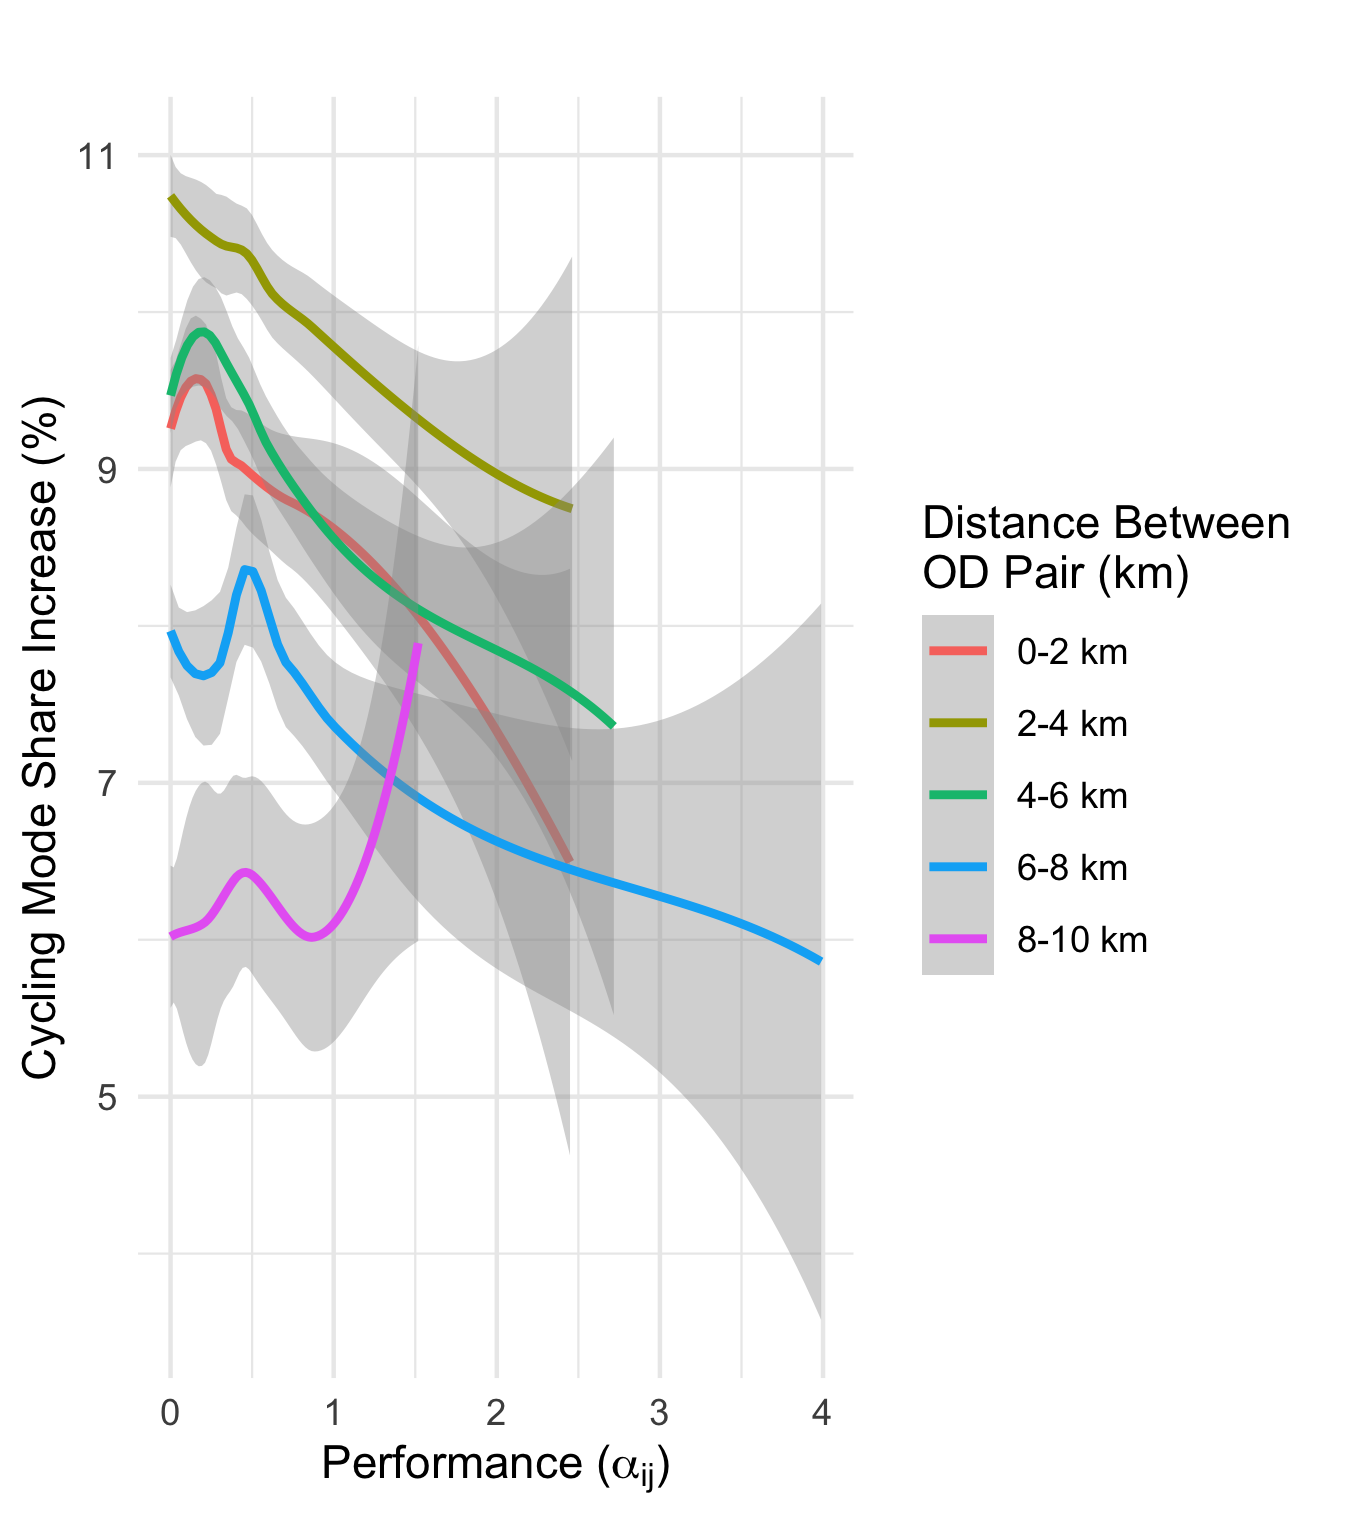 11
9
7
5
Cycling Mode Share Increase (%)
0 1 2 3 4
Performance (αij)
Distance Between
OD Pair (km)
0-2 km
2-4 km
4-6 km
6-8 km
8-10 km